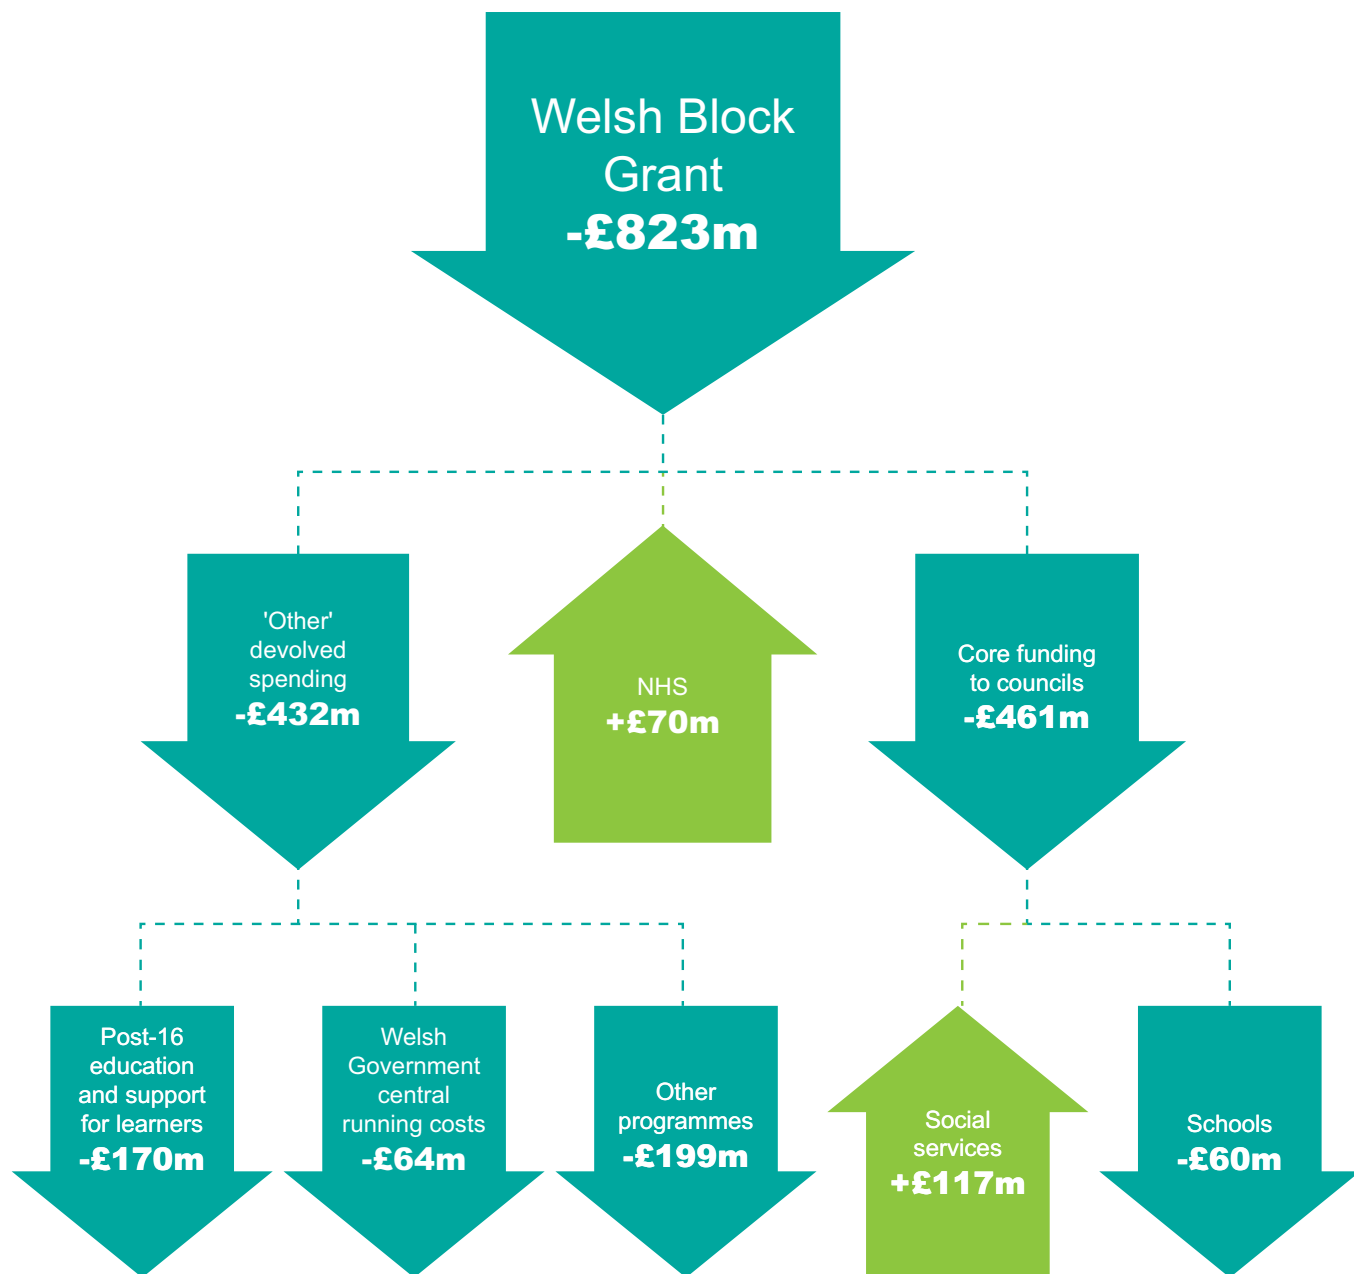 Welsh Block
Grant
-£823m
'Other'
devolved
spending
-£432m
NHS
+£70m
Core funding
to councils
-£461m
Post-16
education
and support
for learners
-£170m
Welsh
Government
central
running costs
-£64m
Other
programmes
-£199m
Social
services
+£117m
Schools
-£60m